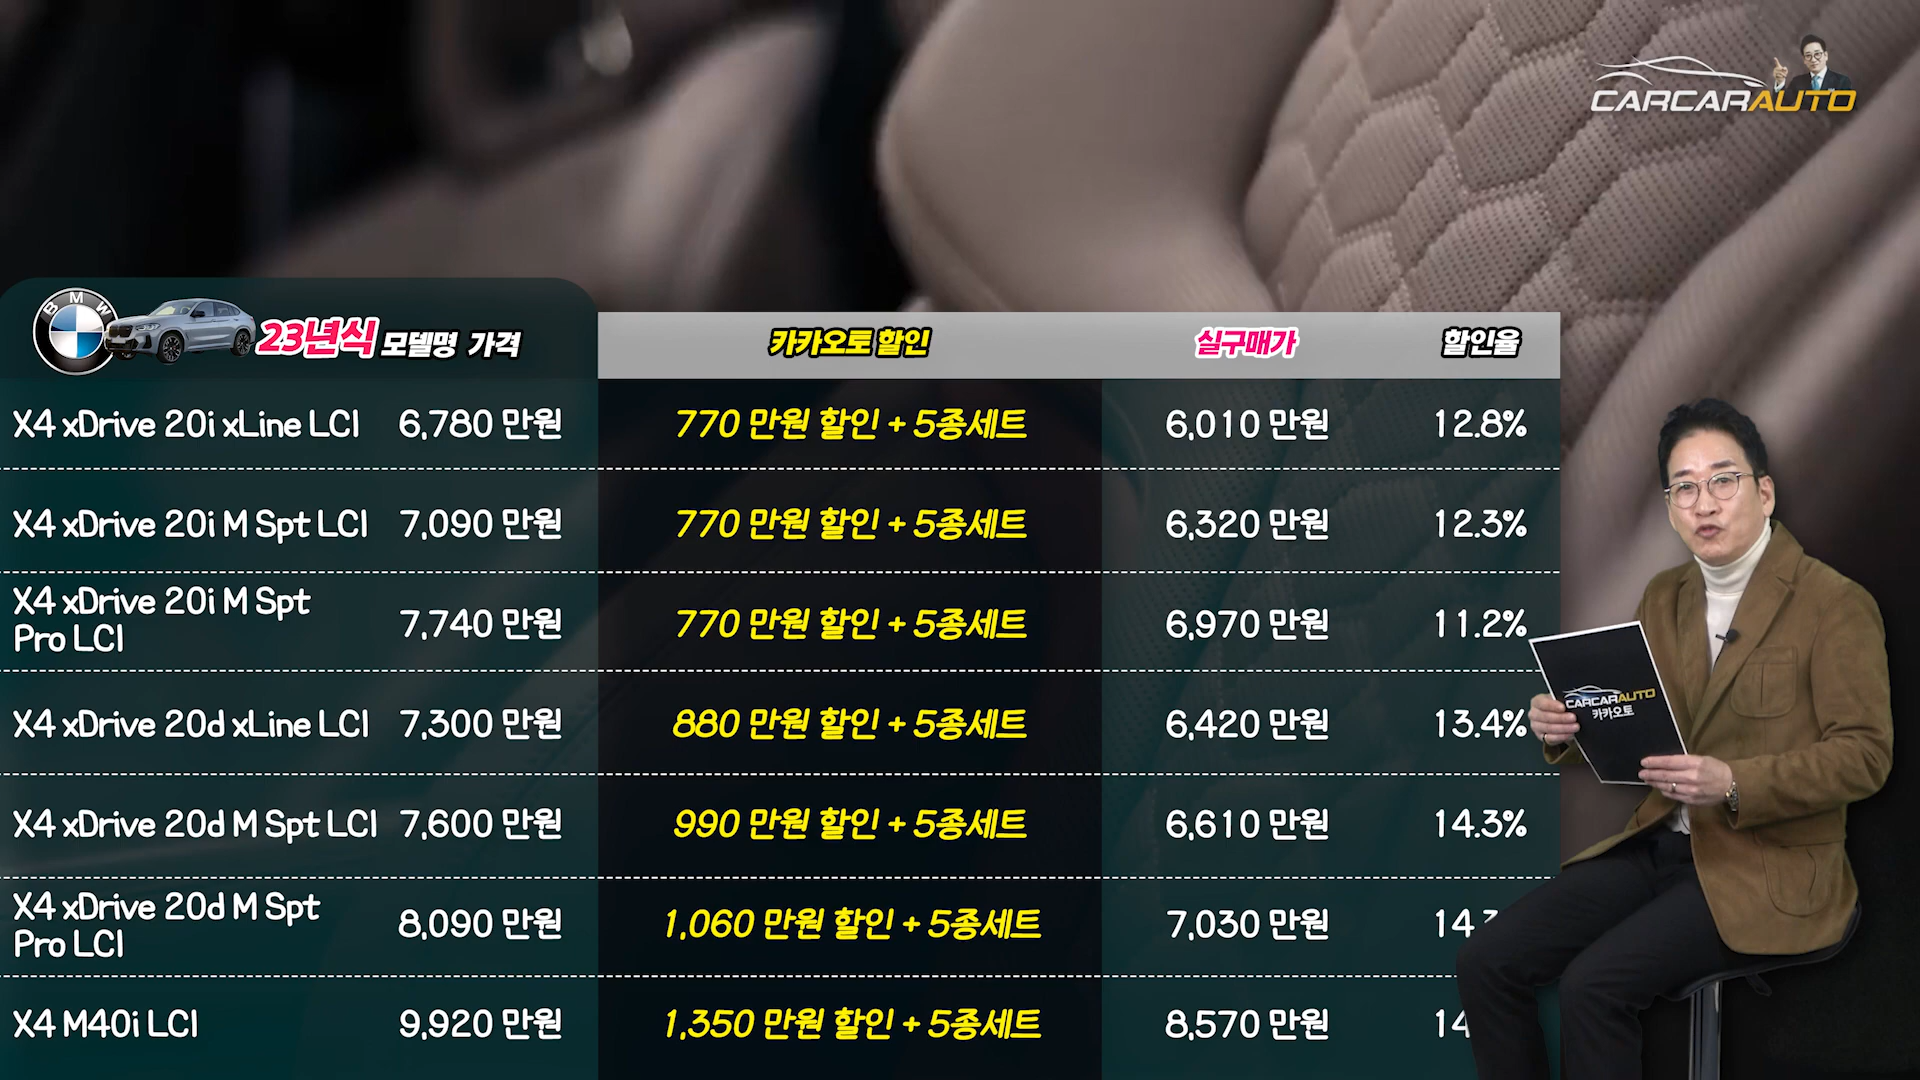 CARCARAUTO
BMW
23년식 모델명 가격 카카오토 할인 실구매가 할인율
X4 xDrive 20i xLine LCI 6,780 만원 770 만원 할인 + 5종세트 6,010 만원 12.8%
X4 xDrive 20i M Spt LCI 7,090 만원 770 만원 할인 + 5종세트 6,320 만원 12.3%
X4 xDrive 20i M Spt
Pro LCI 7,740 만원 770 만원 할인 + 5종세트 6,970 만원 11.2%
X4 xDrive 20d xLine LCI 7,300 만원 880 만원 할인 + 5종세트 6,420 만원 13.4%
CARCARAUTO
카카오토
X4 xDrive 20d M Spt LCI 7,600 만원 990 만원 할인 + 5종세트 6,610 만원 14.3%
X4 xDrive 20d M Spt
Pro LCI 8,090 만원 1,060 만원 할인 + 5종세트 7,030 만원
X4 M40i LCI 9,920 만원 1,350 만원 할인 + 5종세트 8,570 만원